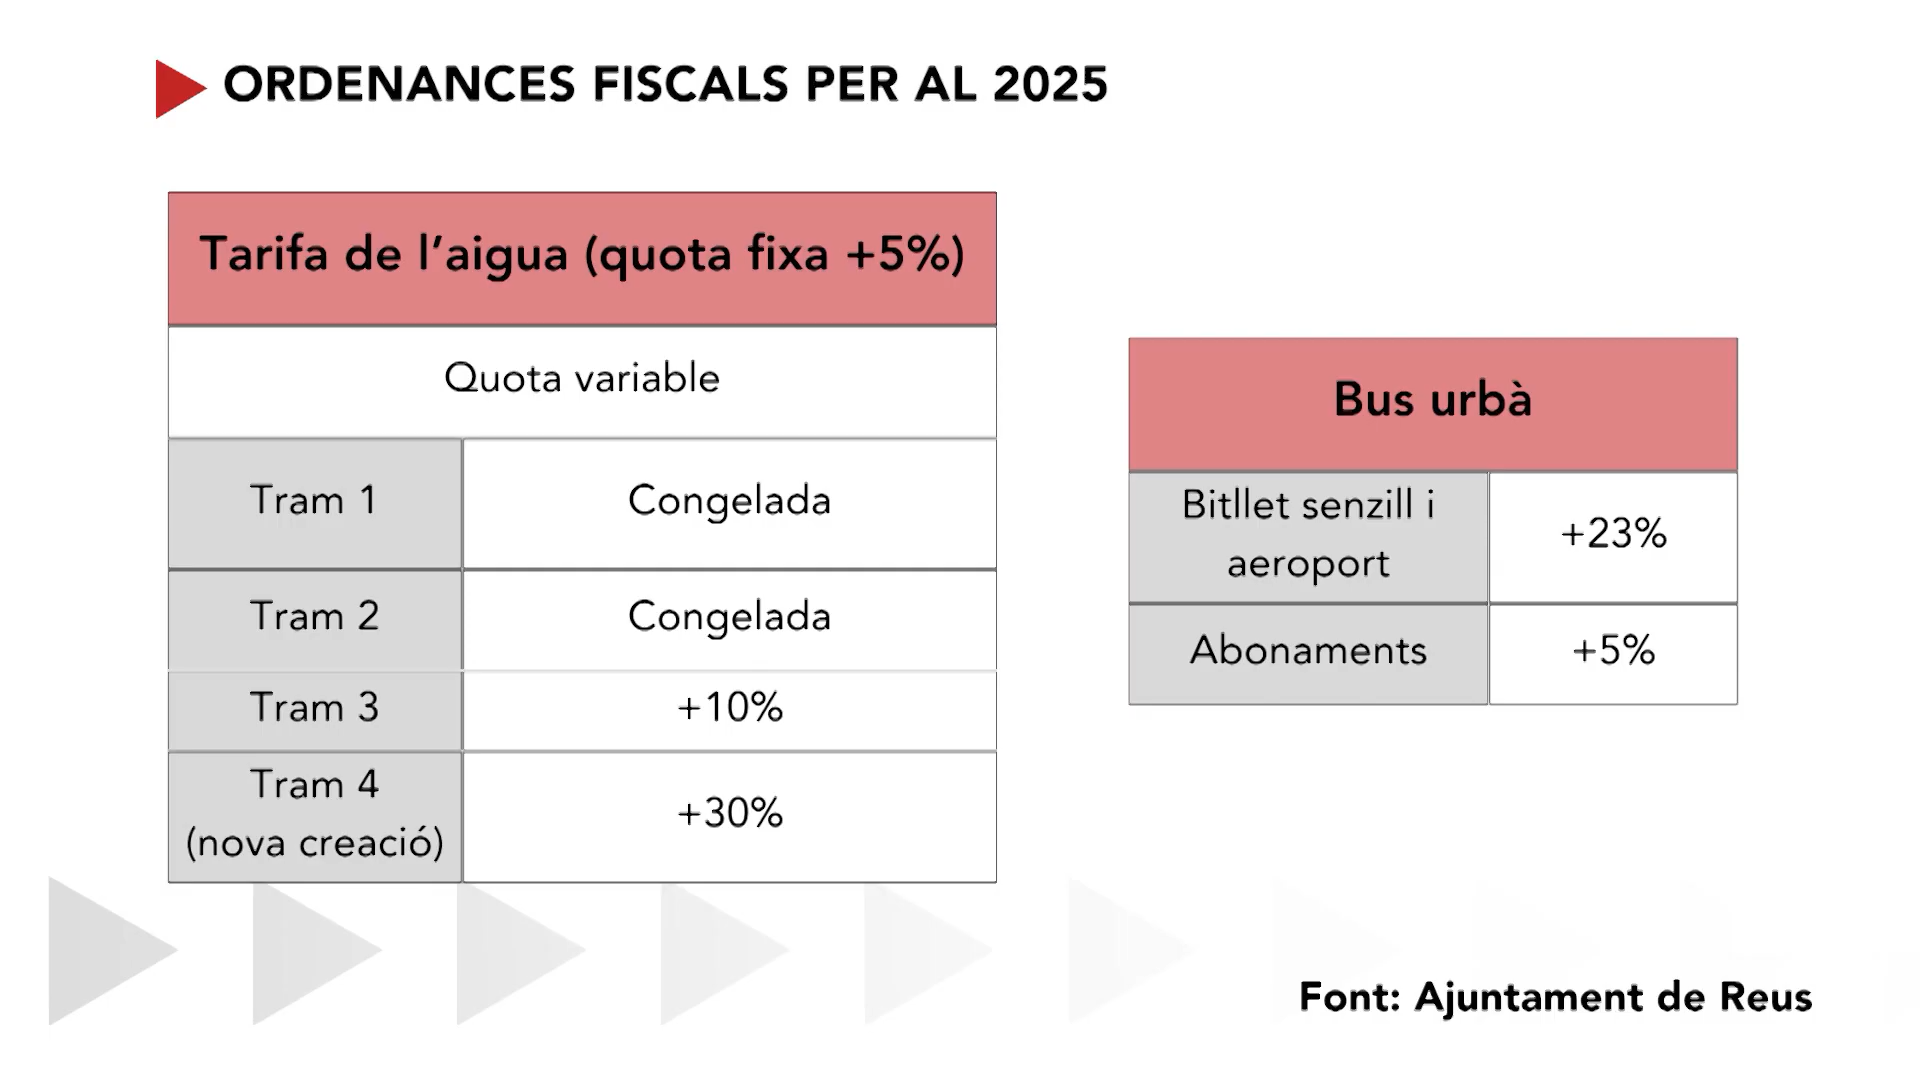 ORDENANCES FISCALS PER AL 2025
Tarifa de l’aigua (quota fixa +5%)
Quota variable
Tram 1
Congelada
Tram 2
Congelada
Tram 3
+10%
Tram 4
(nova creació)
+30%
Bus urbà
Bitllet senzill i
aeroport
+23%
Abonaments
+5%
Font: Ajuntament de Reus